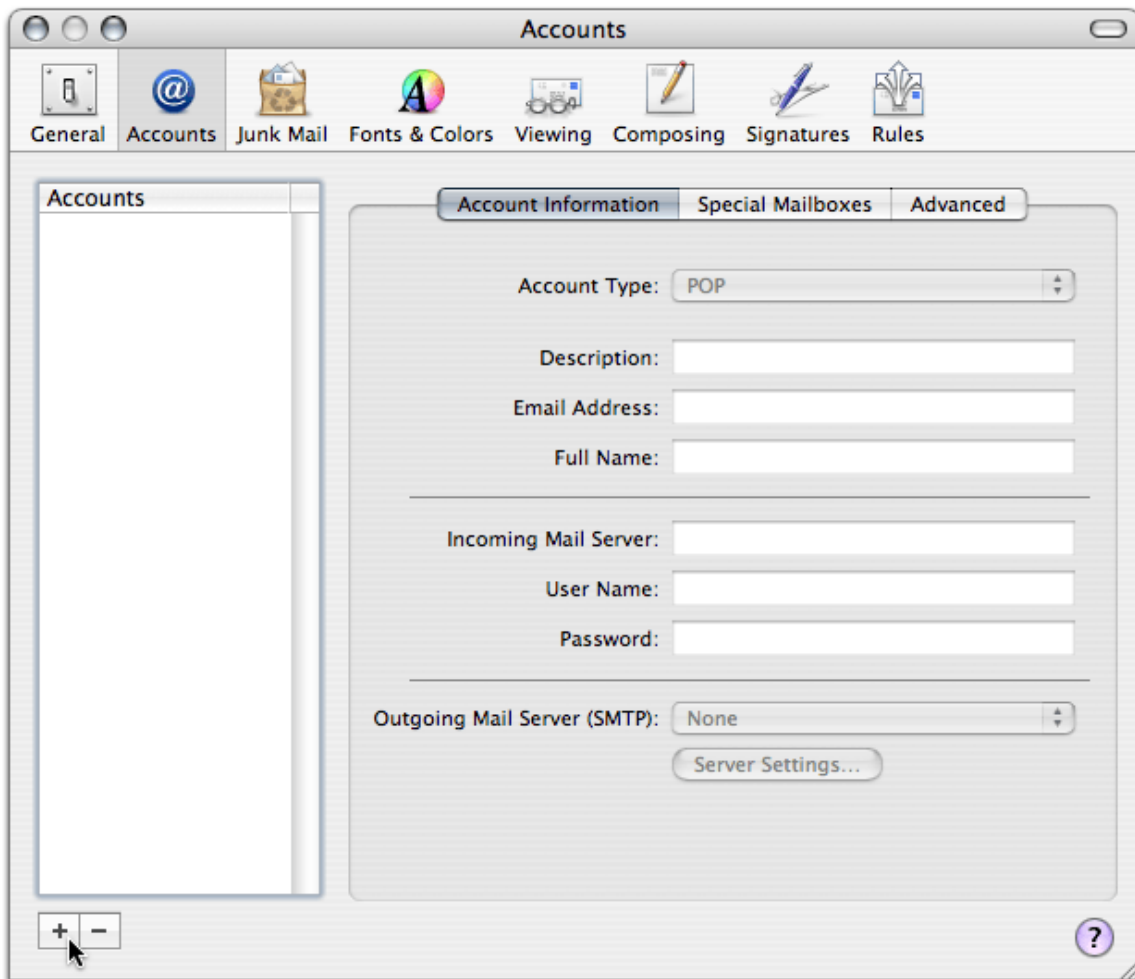 Accounts
General Accounts Junk Mail Fonts & Colors Viewing Composing Signatures Rules
Accounts
Account Information Special Mailboxes Advanced
Account Type: POP
Description:
Email Address:
Full Name:
Incoming Mail Server:
User Name:
Password:
Outgoing Mail Server (SMTP): None
Server Settings...
+ − ?